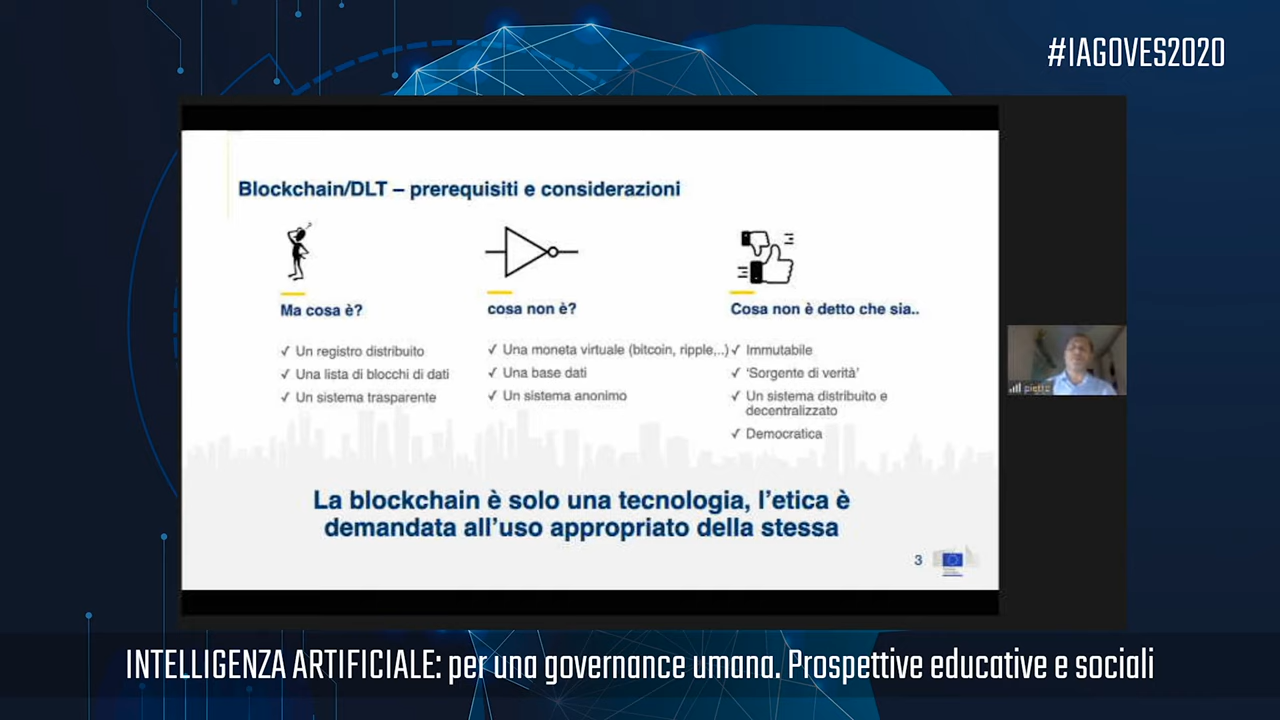 #IAGOVES2020
Blockchain/DLT – prerequisiti e considerazioni
Ma cosa è?
✓ Un registro distribuito
✓ Una lista di blocchi di dati
✓ Un sistema trasparente
cosa non è?
✓ Una moneta virtuale (bitcoin, ripple,..)
✓ Una base dati
✓ Un sistema anonimo
Cosa non è detto che sia..
✓ Immutabile
✓ ‘Sorgente di verità’
✓ Un sistema distribuito e
decentralizzato
✓ Democratica
La blockchain è solo una tecnologia, l’etica è
demandata all’uso appropriato della stessa
3
INTELLIGENZA ARTIFICIALE: per una governance umana. Prospettive educative e sociali